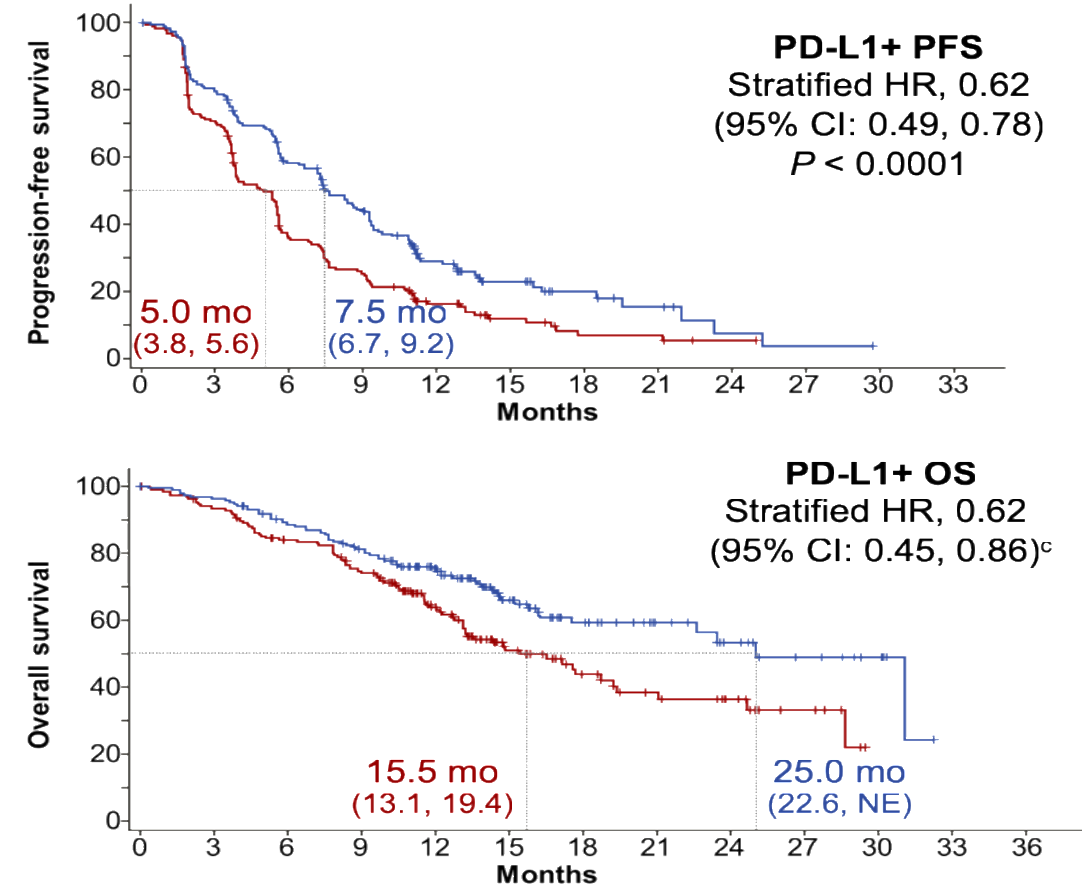 PD-L1+ PFS
Stratified HR, 0.62
(95% CI: 0.49, 0.78)
P < 0.0001
Progression-free survival
100
80
60
40
20
0
5.0 mo
(3.8, 5.6)
7.5 mo
(6.7, 9.2)
0 3 6 9 12 15 18 21 24 27 30 33
Months
PD-L1+ OS
Stratified HR, 0.62
(95% CI: 0.45, 0.86)c
Overall survival
100
80
60
40
20
0
15.5 mo
(13.1, 19.4)
25.0 mo
(22.6, NE)
0 3 6 9 12 15 18 21 24 27 30 33 36
Months